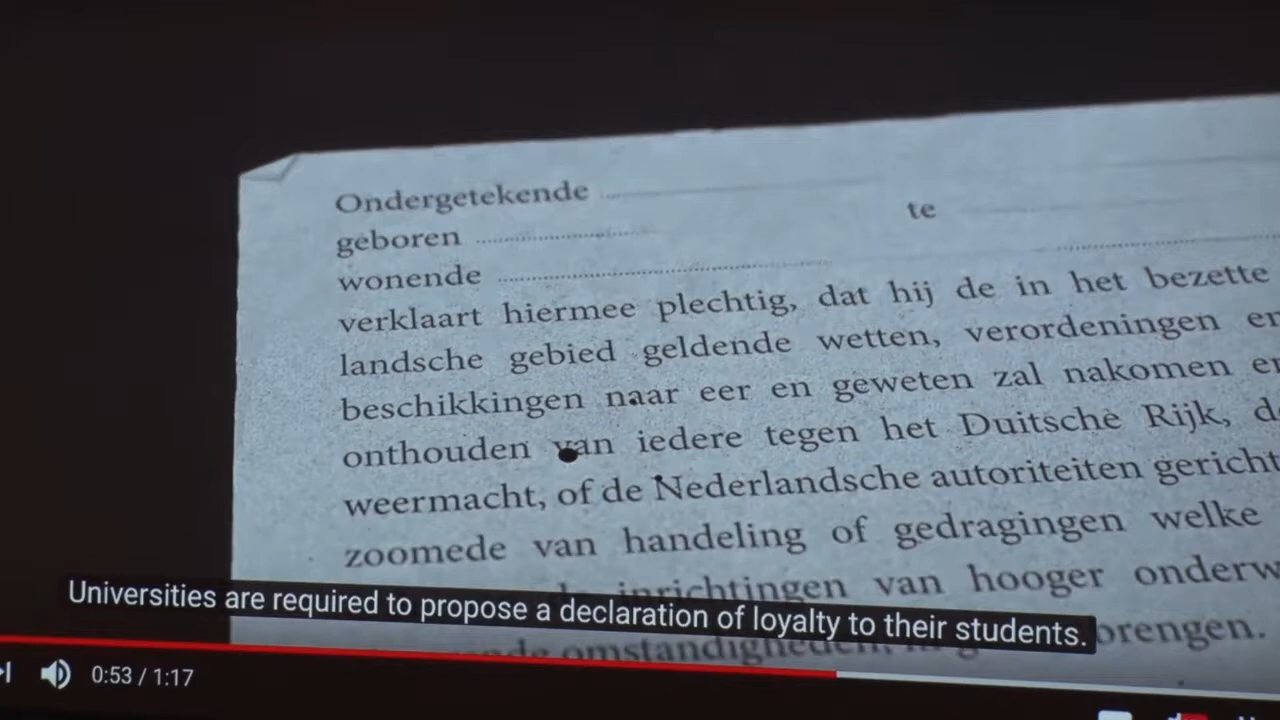 Ondergetekende
geboren te
wonende
verklaart hiermee plechtig, dat hij de in het bezette
landsche gebied geldende wetten, verordeningen en
beschikkingen naar eer en geweten zal nakomen en
onthouden van iedere tegen het Duitsche Rijk, d
weermacht, of de Nederlandsche autoriteiten gericht
zoomede van handeling of gedragingen welke
inrichtingen van hooger onderw
omstandigheden, brengen.
Universities are required to propose a declaration of loyalty to their students.
0:53 / 1:17